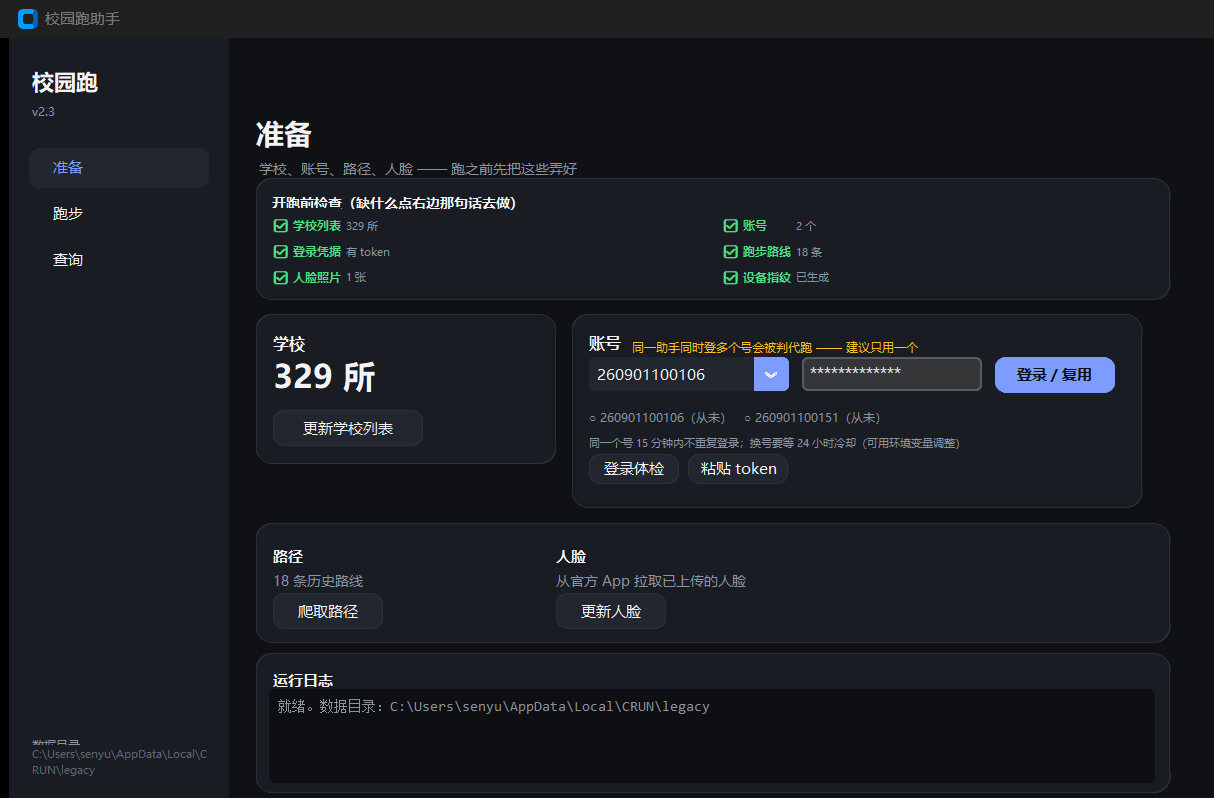 校园跑助手
校园跑
v2.3
准备
跑步
查询
数据目录
C:\Users\senyu\AppData\Local\C
RUN\legacy
准备
学校、账号、路径、人脸 —— 跑之前先把这些弄好
开跑前检查（缺什么点右边那句话去做）
学校列表 329 所
账号 2 个
登录凭据 有 token
跑步路线 18 条
人脸照片 1 张
设备指纹 已生成
学校
329 所
更新学校列表
账号 同一助手同时登多个号会被判代跑 —— 建议只用一个
260901100106 ************* 登录 / 复用
○ 260901100106（从未） ○ 260901100151（从未）
同一个号 15 分钟内不重复登录；换号要等 24 小时冷却（可用环境变量调整）
登录体检 粘贴 token
路径
18 条历史路线
爬取路径
人脸
从官方 App 拉取已上传的人脸
更新人脸
运行日志
就绪。数据目录：C:\Users\senyu\AppData\Local\CRUN\legacy